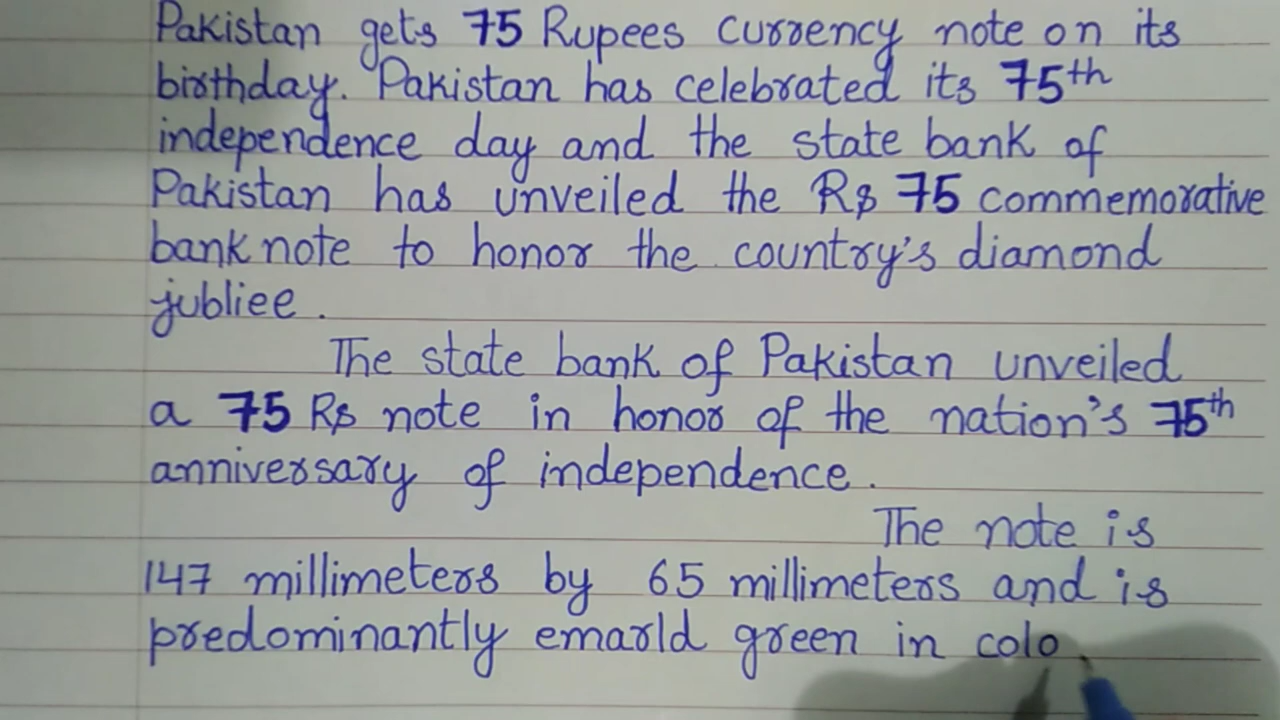 Pakistan gets 75 Rupees currency note on its
birthday. Pakistan has celebrated its 75th
independence day and the state bank of
Pakistan has unveiled the Rs 75 commemorative
bank note to honor the country's diamond
jubliee.
The state bank of Pakistan unveiled
a 75 Rs note in honor of the nation's 75th
anniversary of independence.
The note is
147 millimeters by 65 millimeters and is
predominantly emarld green in colo